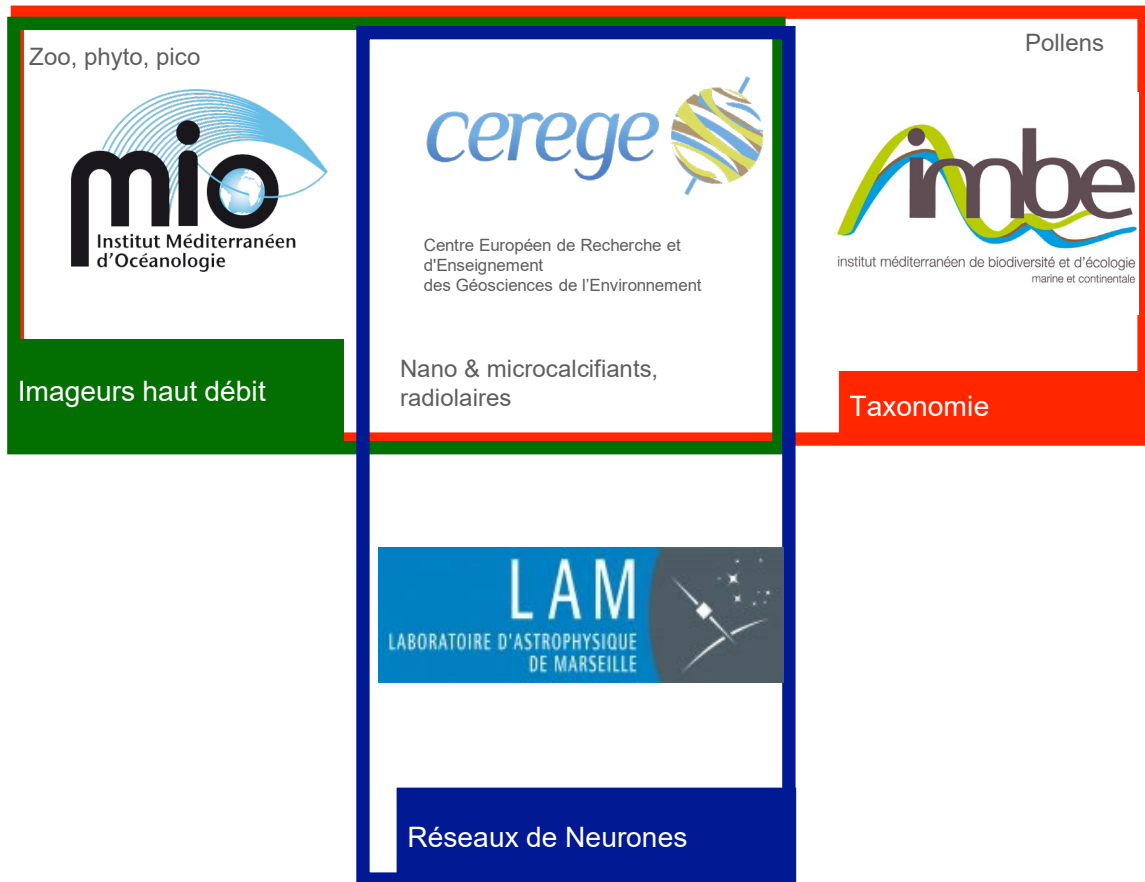 Zoo, phyto, pico
mio
Institut Méditerranéen
d'Océanologie
Imageurs haut débit
cerege
Centre Européen de Recherche et
d'Enseignement
des Géosciences de l'Environnement
Nano & microcalcifiants,
radiolaires
Pollens
imbe
institut méditerranéen de biodiversité et d'écologie
marine et continentale
Taxonomie
LAM
LABORATOIRE D'ASTROPHYSIQUE
DE MARSEILLE
Réseaux de Neurones